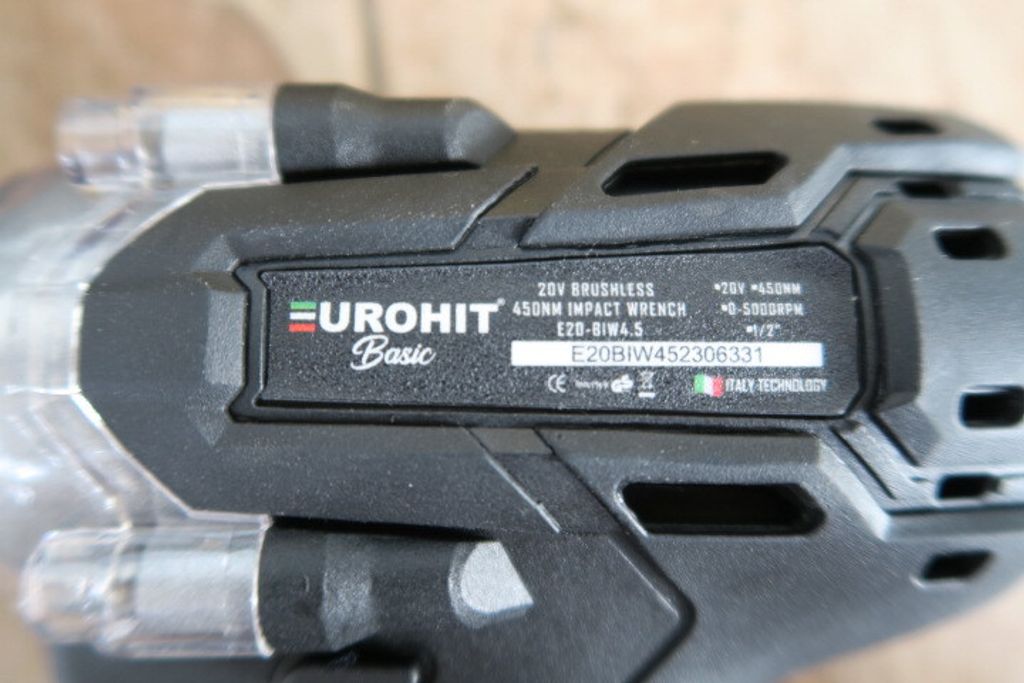 EUROHIT®
Basic
20V BRUSHLESS
450NM IMPACT WRENCH
E20-BIW4.5
•20V •450NM
•0-5000RPM
•1/2"
E20BIW452306331
CE
ITALY TECHNOLOGY